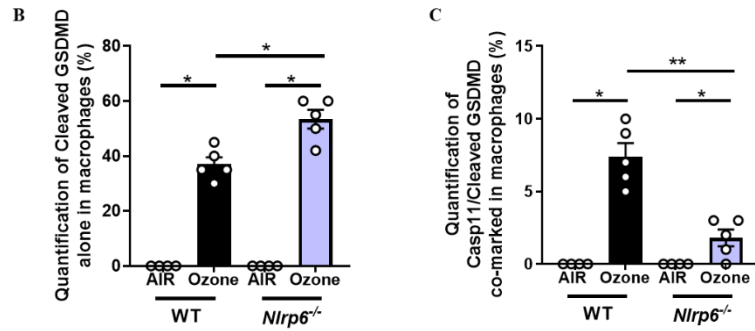 B
Quantification of Cleaved GSDMD
alone in macrophages (%)
80
60
40
20
0
*
*
*
AIR
Ozone
AIR
Ozone
WT
Nlrp6-/-
C
Quantification of
Casp11/Cleaved GSDMD
co-marked in macrophages (%)
15
10
5
0
**
*
*
AIR
Ozone
AIR
Ozone
WT
Nlrp6-/-